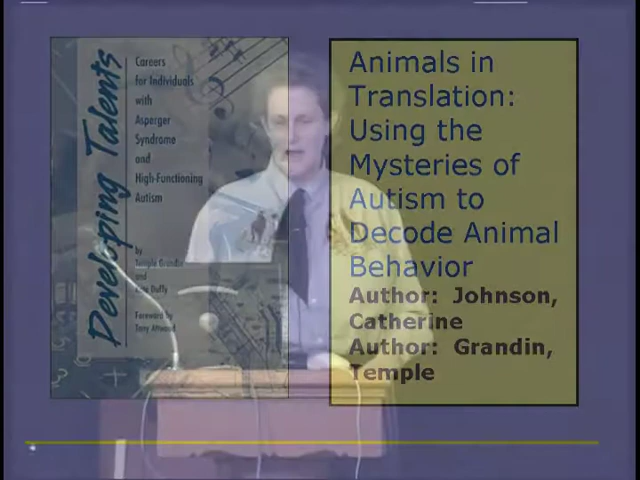 Developing Talents
Careers
for Individuals
with
Asperger
Syndrome
and
High-Functioning
Autism
by
Temple Grandin
and
Kate Duffy
Foreword by
Tony Attwood
Animals in
Translation:
Using the
Mysteries of
Autism to
Decode Animal
Behavior
Author: Johnson,
Catherine
Author: Grandin,
Temple